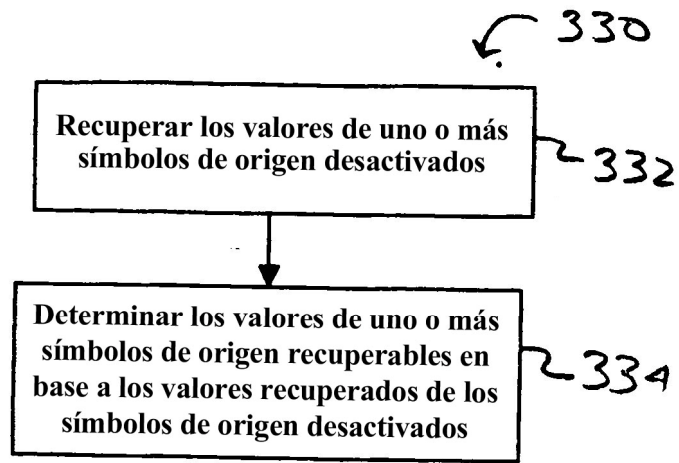 330
Recuperar los valores de uno o más
símbolos de origen desactivados
332
Determinar los valores de uno o más
símbolos de origen recuperables en
base a los valores recuperados de los
símbolos de origen desactivados
334